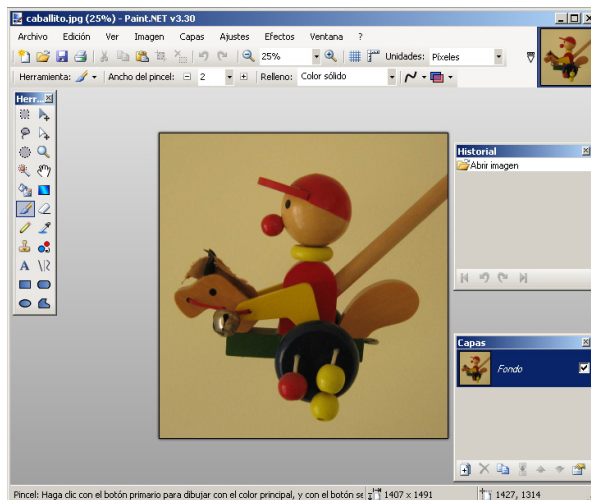 caballito.jpg (25%) - Paint.NET v3.30
Archivo Edición Ver Imagen Capas Ajustes Efectos Ventana ?
25% Unidades: Píxeles
Herramienta: Ancho del pincel: 2 Relleno: Color sólido
Herr...
Historial
Abrir imagen
Capas
Fondo
Pincel: Haga clic con el botón primario para dibujar con el color principal, y con el botón se 1407 x 1491 1427, 1314